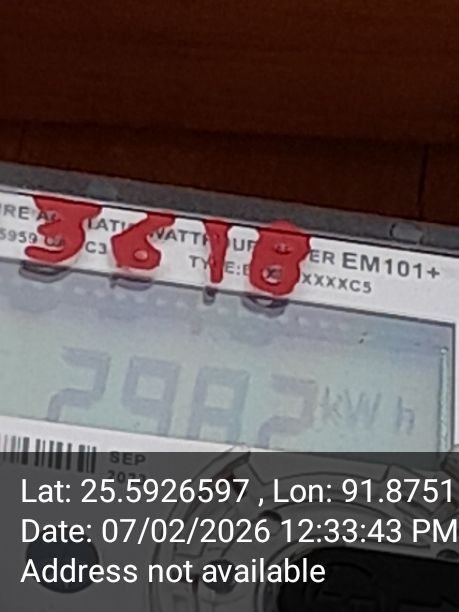 3618
EM101+
XXXXC5
2982 kWh
SEP
Lat: 25.5926597 , Lon: 91.8751
Date: 07/02/2026 12:33:43 PM
Address not available